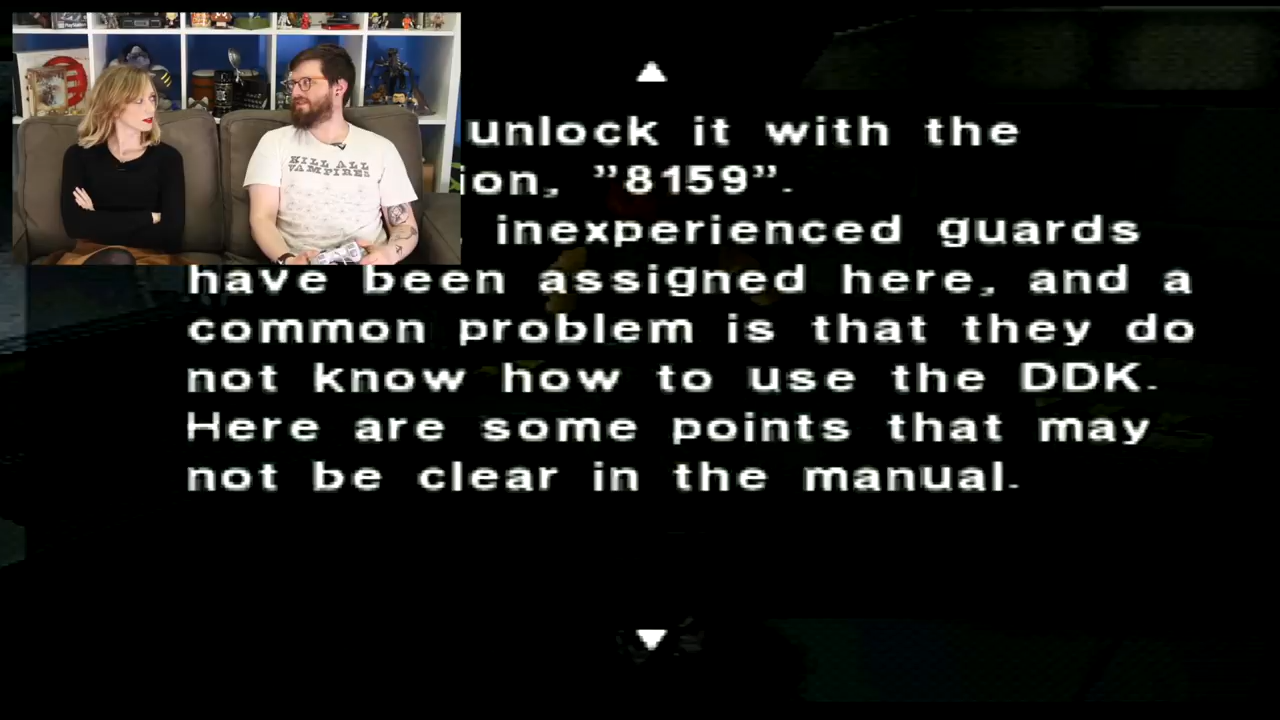 unlock it with the
ion, "8159".
inexperienced guards
have been assigned here, and a
common problem is that they do
not know how to use the DDK.
Here are some points that may
not be clear in the manual.
KILL ALL
VAMPIRES